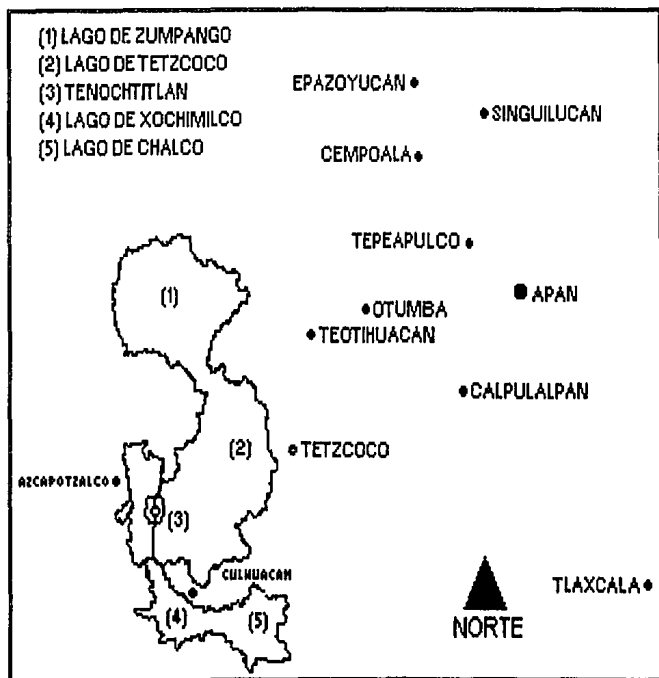 (1) LAGO DE ZUMPANGO
(2) LAGO DE TETZCOCO
(3) TENOCHTITLAN
(4) LAGO DE XOCHIMILCO
(5) LAGO DE CHALCO
EPAZOYUCAN
SINGUILUCAN
CEMPOALA
TEPEAPULCO
(1)
APAN
OTUMBA
TEOTIHUACAN
CALPULALPAN
(2)
TETZCOCO
AZCAPOTZALCO
(3)
CULHUACAN
TLAXCALA
(4)
(5)
NORTE